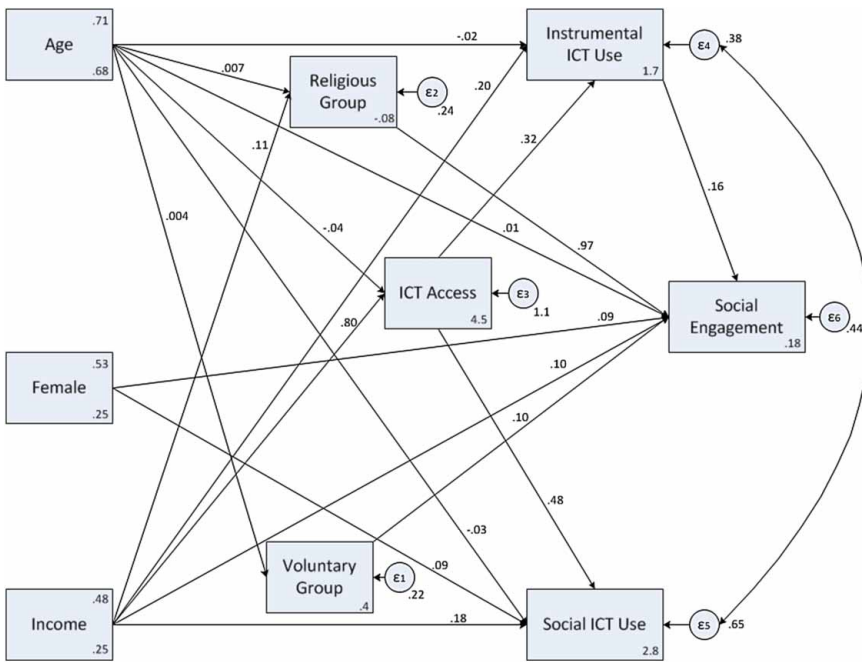 .71
Age
.68
-.02
Instrumental
ICT Use
1.7
ε4
.38
.007
Religious
Group
-.08
ε2
.24
.20
.11
.32
.16
.004
-.04
.01
.97
ICT Access
4.5
ε3
1.1
Social
Engagement
.18
ε6
.44
.80
.09
.53
Female
.25
.10
.10
.48
-.03
Voluntary
Group
.4
ε1
.22
.09
.48
Income
.25
.18
Social ICT Use
2.8
ε5
.65